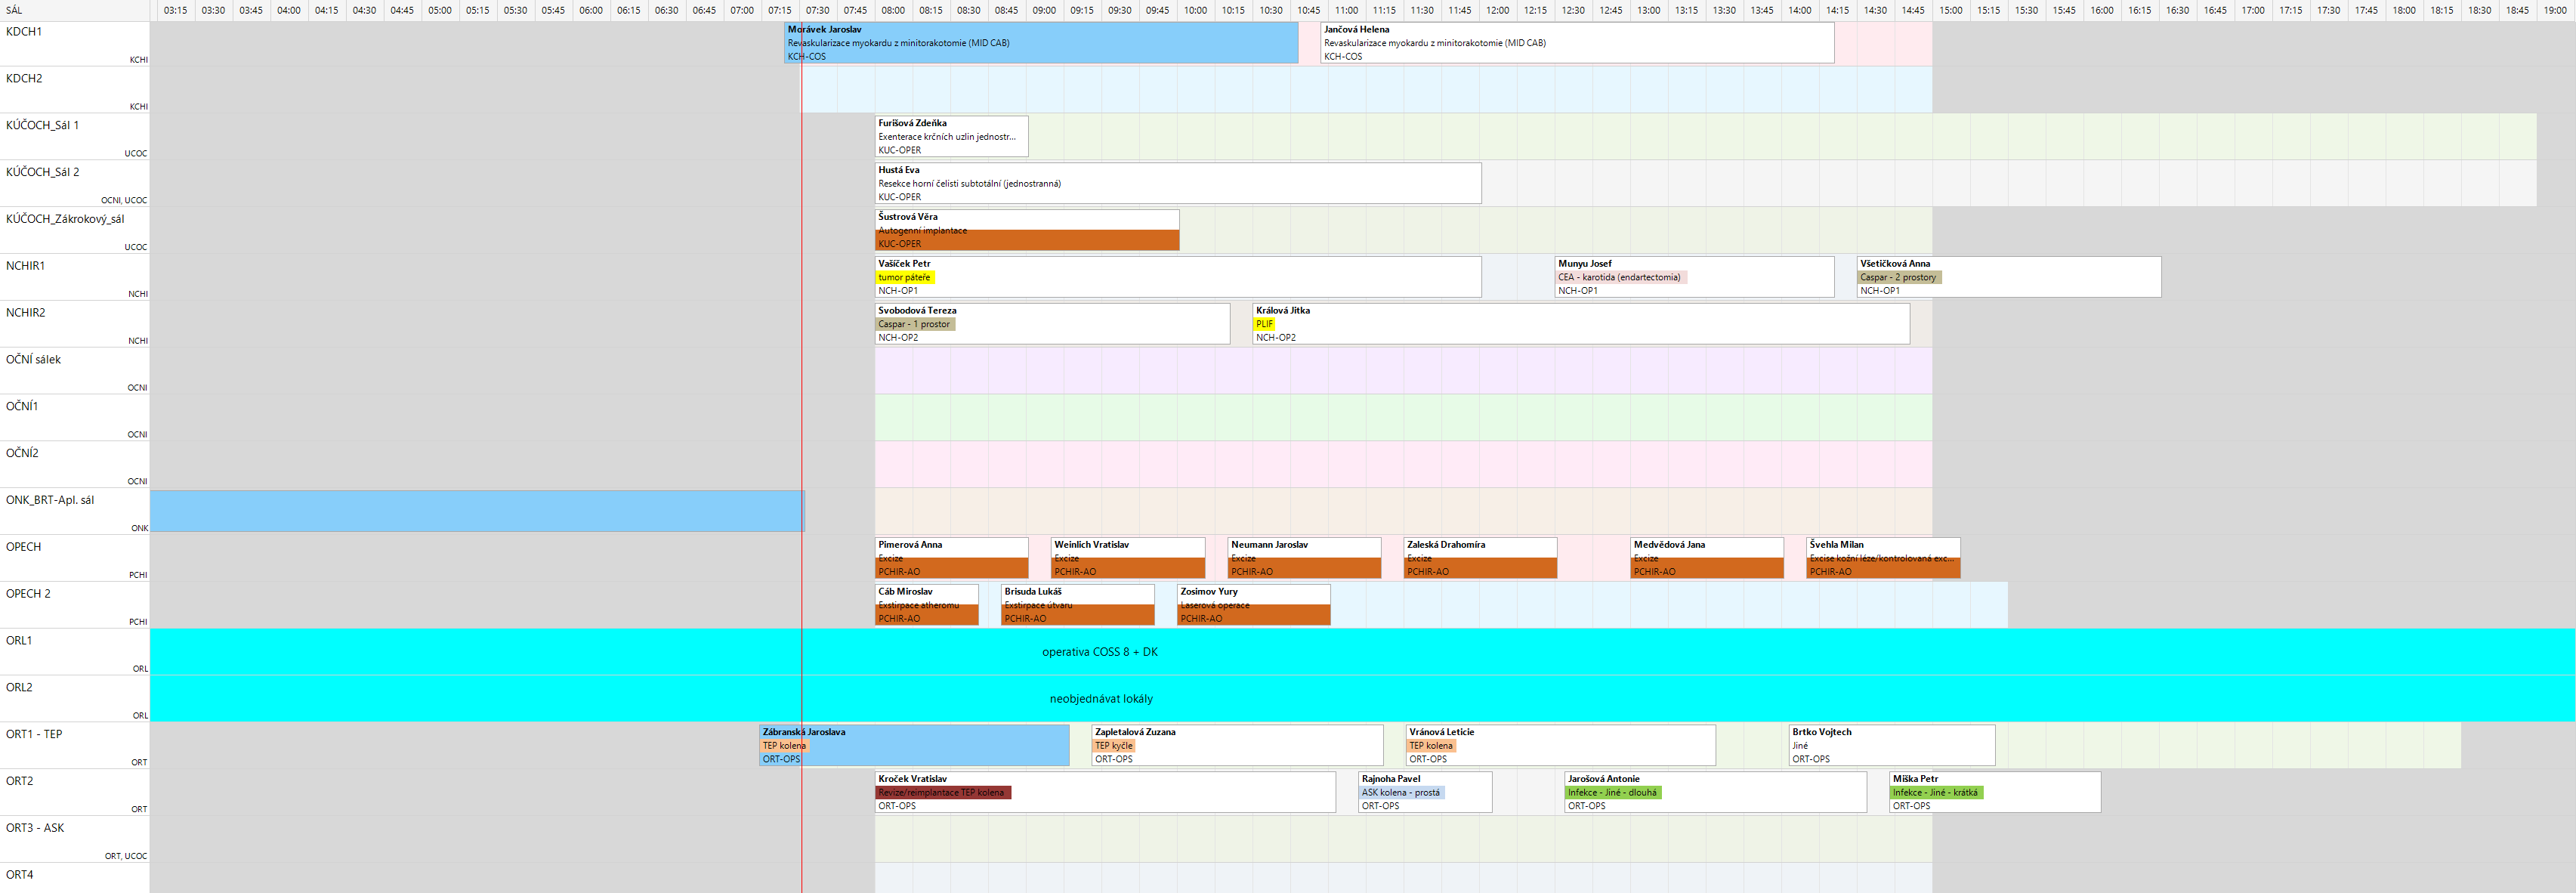 SÁL 03:15 03:30 03:45 04:00 04:15 04:30 04:45 05:00 05:15 05:30 05:45 06:00 06:15 06:30 06:45 07:00 07:15 07:30 07:45 08:00 08:15 08:30 08:45 09:00 09:15 09:30 09:45 10:00 10:15 10:30 10:45 11:00 11:15 11:30 11:45 12:00 12:15 12:30 12:45 13:00 13:15 13:30 13:45 14:00 14:15 14:30 14:45 15:00 15:15 15:30 15:45 16:00 16:15 16:30 16:45 17:00 17:15 17:30 17:45 18:00 18:15 18:30 18:45 19:00
KDCH1
KCHI
Morávek Jaroslav
Revaskularizace myokardu z minitorakotomie (MID CAB)
KCH-COS
Jančová Helena
Revaskularizace myokardu z minitorakotomie (MID CAB)
KCH-COS
KDCH2
KCHI
KÚČOCH_Sál 1
UCOC
Furišová Zdeňka
Exenterace krčních uzlin jednostr...
KUC-OPER
KÚČOCH_Sál 2
OCNI, UCOC
Hustá Eva
Resekce horní čelisti subtotální (jednostranná)
KUC-OPER
KÚČOCH_Zákrokový_sál
UCOC
Šustrová Věra
Autogenní implantace
KUC-OPER
NCHIR1
NCHI
Vašíček Petr
tumor páteře
NCH-OP1
Munyu Josef
CEA - karotida (endartectomia)
NCH-OP1
Všetičková Anna
Caspar - 2 prostory
NCH-OP1
NCHIR2
NCHI
Svobodová Tereza
Caspar - 1 prostor
NCH-OP2
Králová Jitka
PLIF
NCH-OP2
OČNÍ sálek
OCNI
OČNÍ1
OCNI
OČNÍ2
OCNI
ONK_BRT-Apl. sál
ONK
OPECH
PCHI
Pimerová Anna
Excize
PCHIR-AO
Weinlich Vratislav
Excize
PCHIR-AO
Neumann Jaroslav
Excize
PCHIR-AO
Zaleská Drahomíra
Excize
PCHIR-AO
Medvědová Jana
Excize
PCHIR-AO
Švehla Milan
Excise kožní léze/kontrolovaná exc...
PCHIR-AO
OPECH 2
PCHI
Cáb Miroslav
Exstirpace atheromu
PCHIR-AO
Brisuda Lukáš
Exstirpace útvaru
PCHIR-AO
Zosimov Yury
Laserová operace
PCHIR-AO
ORL1
ORL
operativa COSS 8 + DK
ORL2
ORL
neobjednávat lokály
ORT1 - TEP
ORT
Zábranská Jaroslava
TEP kolena
ORT-OPS
Zapletalová Zuzana
TEP kyčle
ORT-OPS
Vránová Leticie
TEP kolena
ORT-OPS
Brtko Vojtech
Jiné
ORT-OPS
ORT2
ORT
Kroček Vratislav
Revize/reimplantace TEP kolena
ORT-OPS
Rajnoha Pavel
ASK kolena - prostá
ORT-OPS
Jarošová Antonie
Infekce - Jiné - dlouhá
ORT-OPS
Miška Petr
Infekce - Jiné - krátká
ORT-OPS
ORT3 - ASK
ORT, UCOC
ORT4